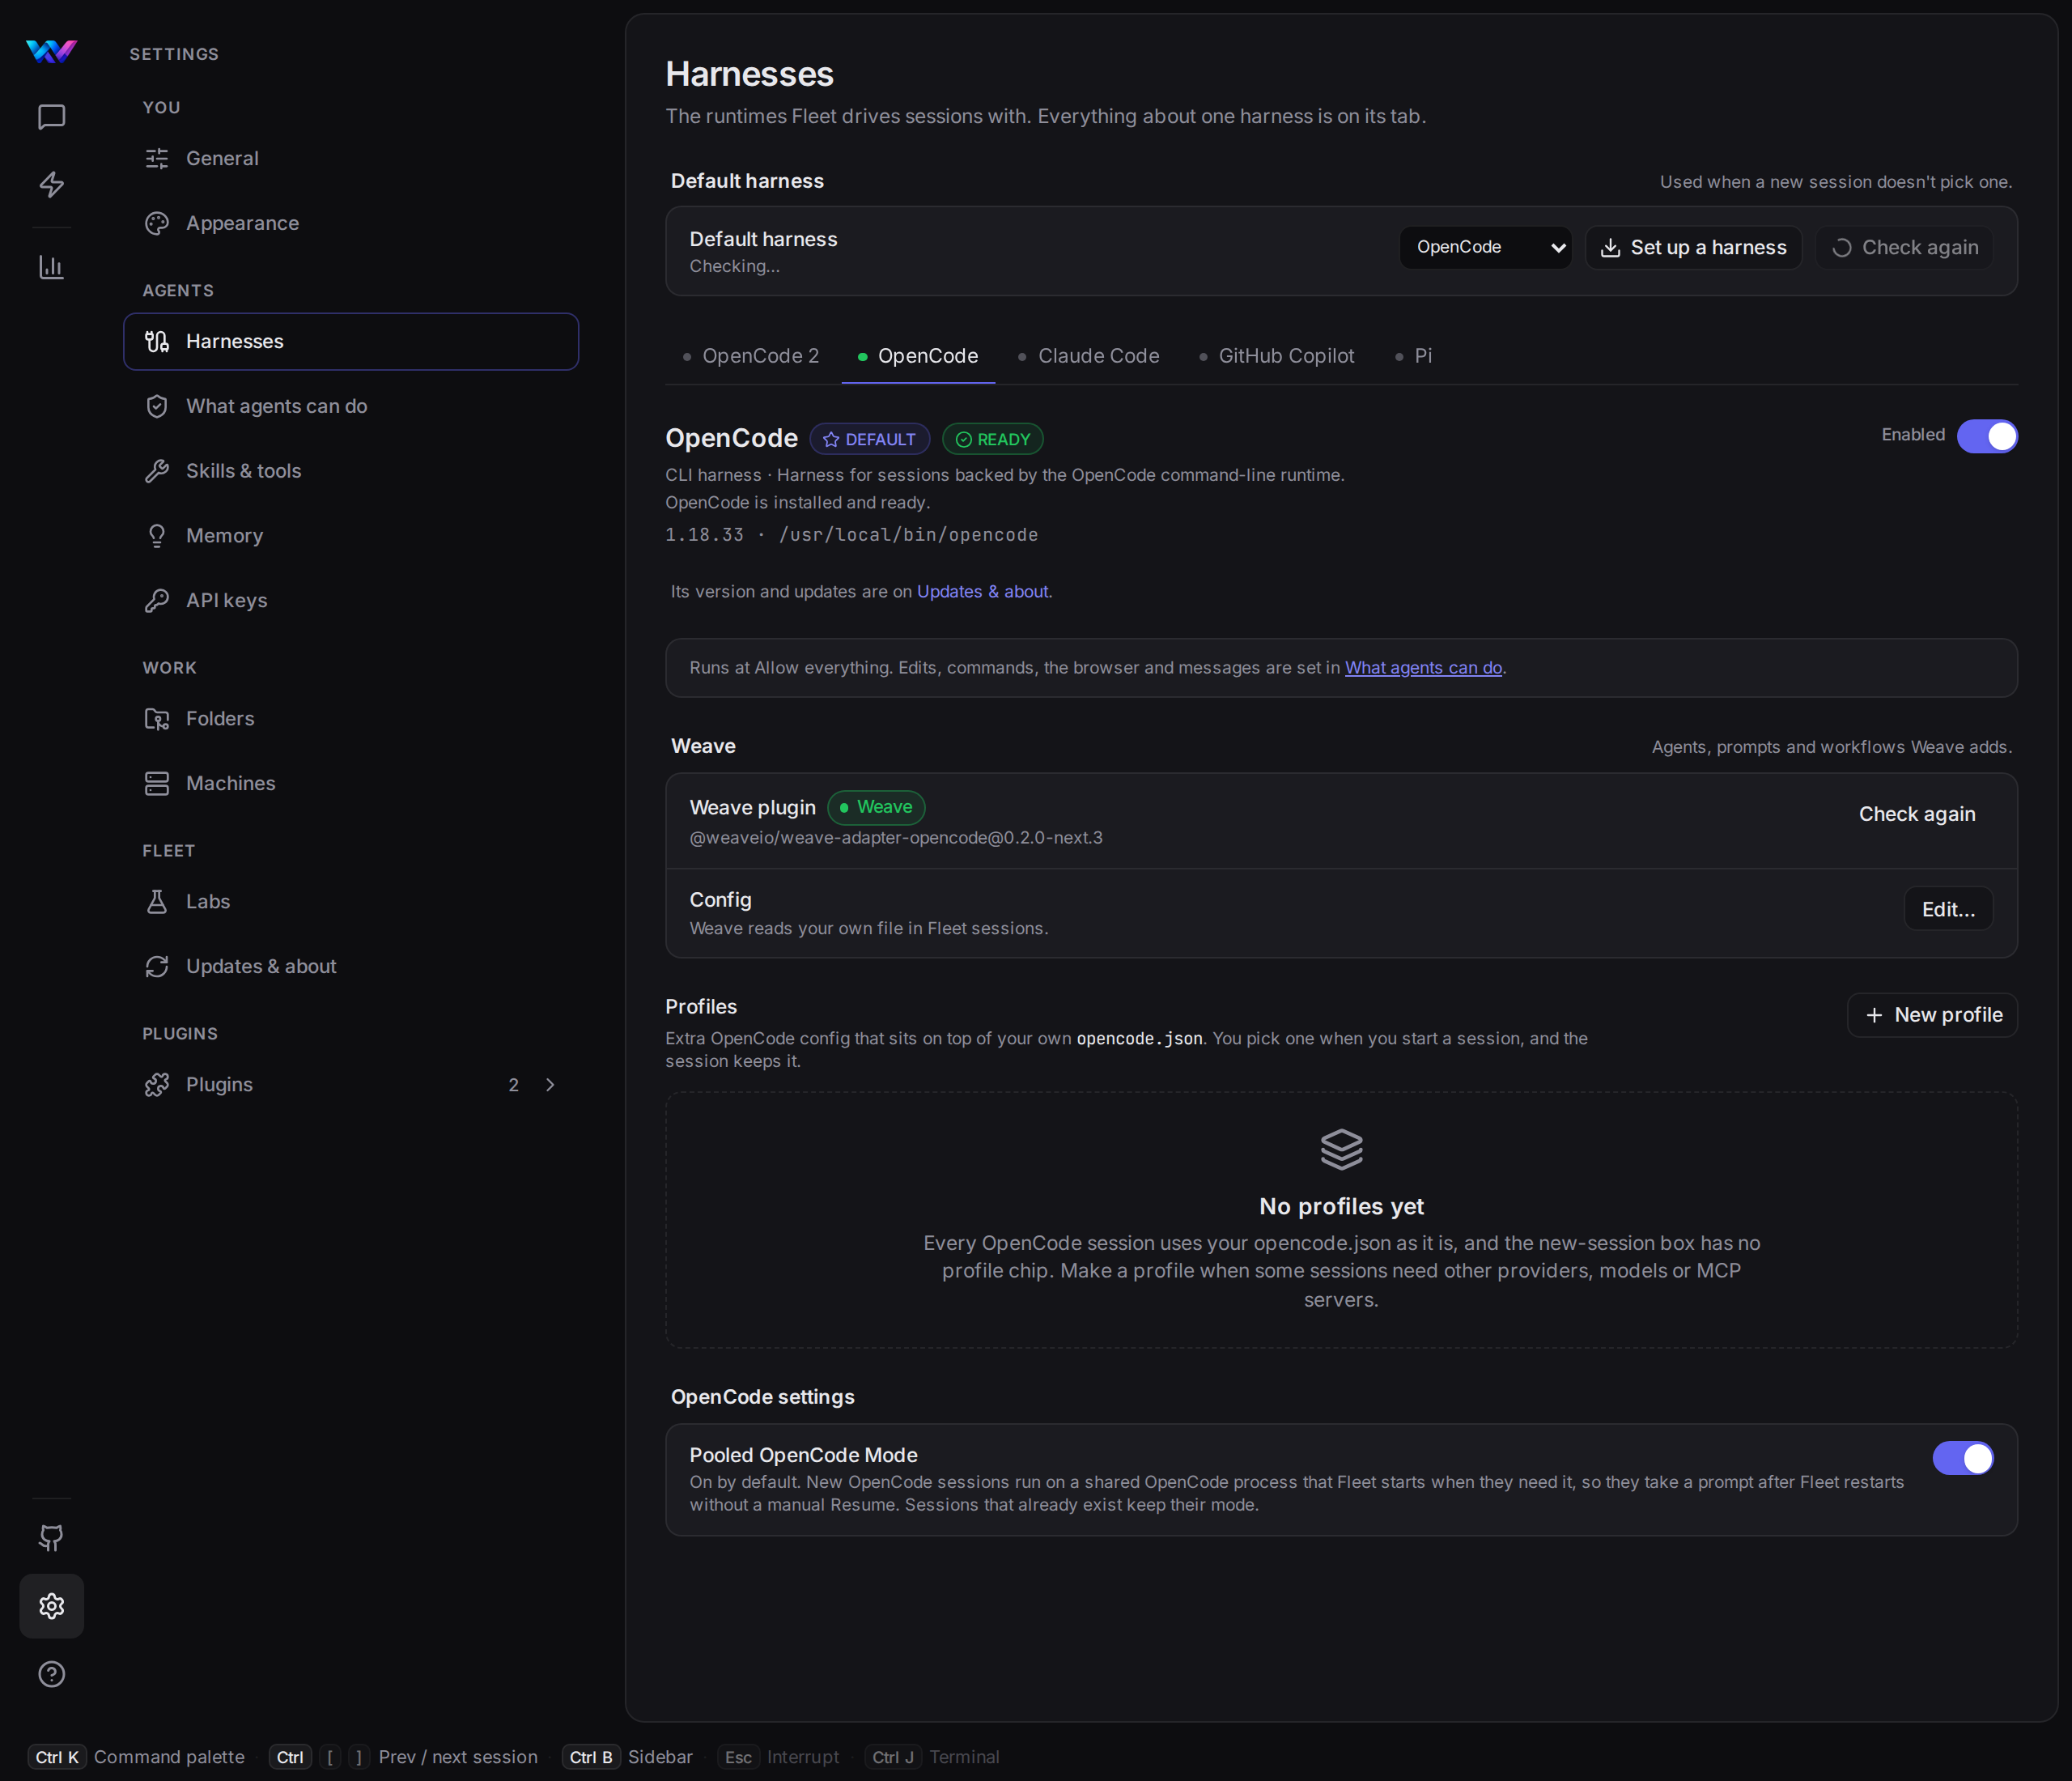 SETTINGS
YOU
General
Appearance
AGENTS
Harnesses
What agents can do
Skills & tools
Memory
API keys
WORK
Folders
Machines
FLEET
Labs
Updates & about
PLUGINS
Plugins 2
Harnesses
The runtimes Fleet drives sessions with. Everything about one harness is on its tab.
Default harness
Used when a new session doesn't pick one.
Default harness
Checking...
OpenCode
Set up a harness
Check again
OpenCode 2
OpenCode
Claude Code
GitHub Copilot
Pi
OpenCode
DEFAULT
READY
Enabled
CLI harness · Harness for sessions backed by the OpenCode command-line runtime.
OpenCode is installed and ready.
1.18.33 · /usr/local/bin/opencode
Its version and updates are on Updates & about.
Runs at Allow everything. Edits, commands, the browser and messages are set in What agents can do.
Weave
Agents, prompts and workflows Weave adds.
Weave plugin
Weave
@weaveio/weave-adapter-opencode@0.2.0-next.3
Check again
Config
Weave reads your own file in Fleet sessions.
Edit...
Profiles
Extra OpenCode config that sits on top of your own opencode.json. You pick one when you start a session, and the
session keeps it.
New profile
No profiles yet
Every OpenCode session uses your opencode.json as it is, and the new-session box has no
profile chip. Make a profile when some sessions need other providers, models or MCP
servers.
OpenCode settings
Pooled OpenCode Mode
On by default. New OpenCode sessions run on a shared OpenCode process that Fleet starts when they need it, so they take a prompt after Fleet restarts
without a manual Resume. Sessions that already exist keep their mode.
Ctrl K Command palette · Ctrl [ ] Prev / next session · Ctrl B Sidebar · Esc Interrupt · Ctrl J Terminal